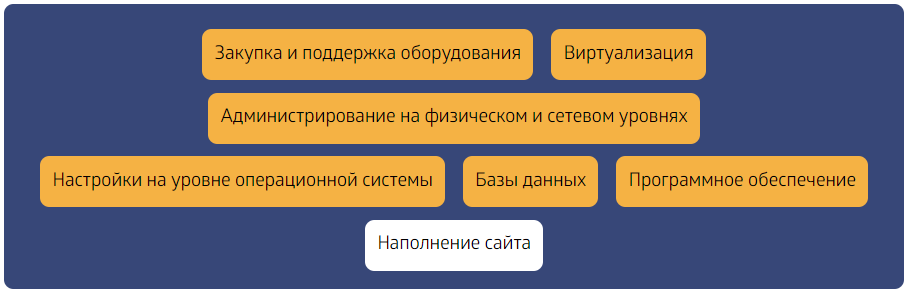 Закупка и поддержка оборудования Виртуализация
Администрирование на физическом и сетевом уровнях
Настройки на уровне операционной системы Базы данных Программное обеспечение
Наполнение сайта